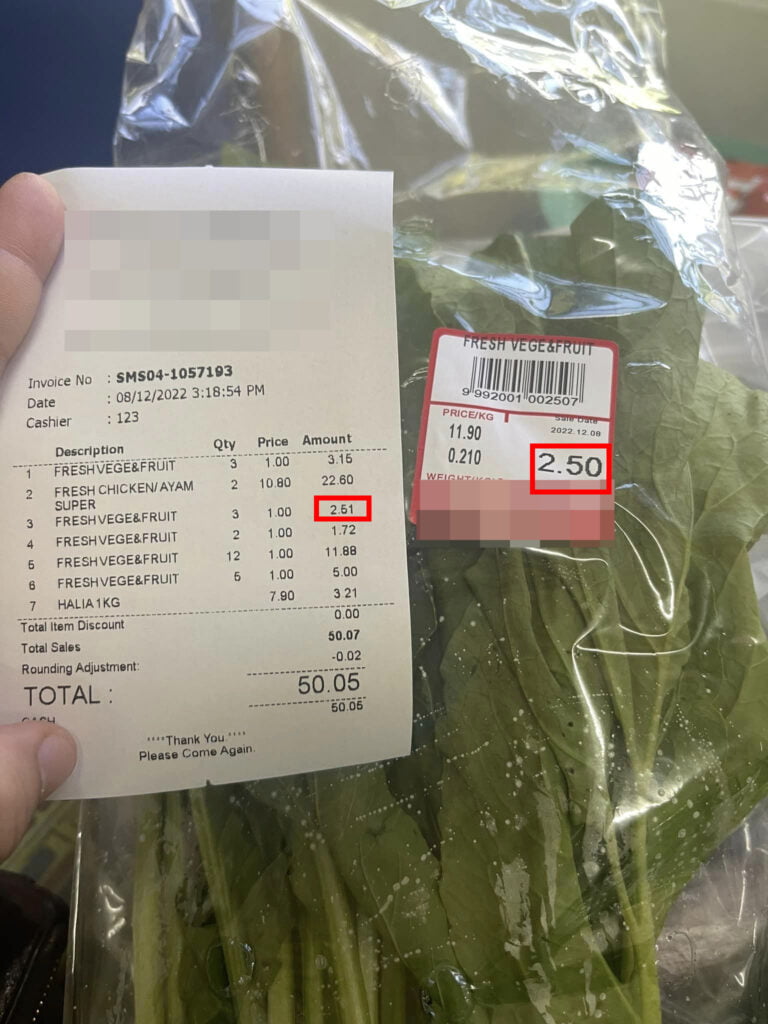 Invoice No : SMS04-1057193
Date : 08/12/2022 3:18:54 PM
Cashier : 123
Description Qty Price Amount
1 FRESH VEGE&FRUIT 3 1.00 3.15
2 FRESH CHICKEN/AYAM SUPER 2 10.80 22.60
3 FRESH VEGE&FRUIT 3 1.00 2.51
4 FRESH VEGE&FRUIT 2 1.00 1.72
5 FRESH VEGE&FRUIT 12 1.00 11.88
6 FRESH VEGE&FRUIT 5 1.00 5.00
7 HALIA 1KG 7.90 3.21
Total Item Discount 0.00
Total Sales 50.07
Rounding Adjustment: -0.02
TOTAL : 50.05
CASH 50.05
****Thank You.****
Please Come Again.
FRESH VEGE&FRUIT
9 992001 002507
PRICE/KG Sale Date
11.90 2022.12.08
0.210 2.50